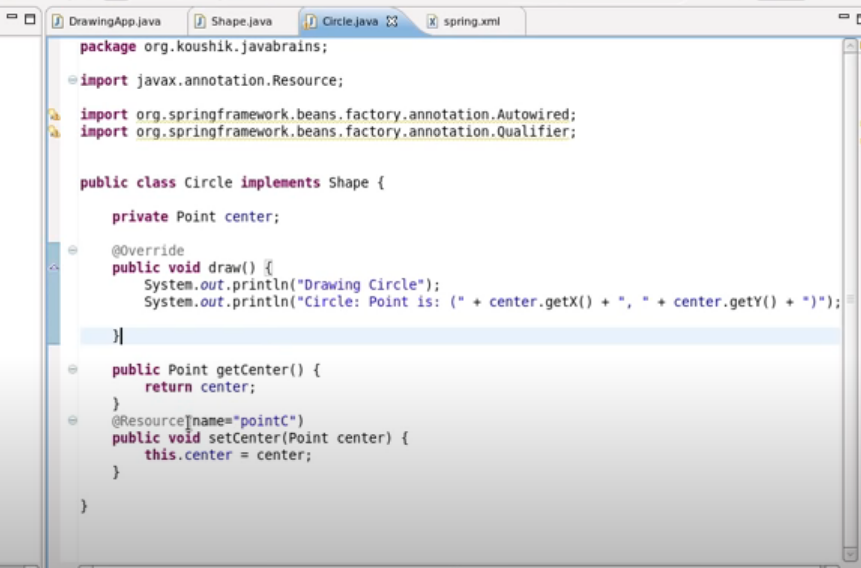 DrawingApp.java Shape.java Circle.java spring.xml
package org.koushik.javabrains;
import javax.annotation.Resource;
import org.springframework.beans.factory.annotation.Autowired;
import org.springframework.beans.factory.annotation.Qualifier;
public class Circle implements Shape {
private Point center;
@Override
public void draw() {
System.out.println("Drawing Circle");
System.out.println("Circle: Point is: (" + center.getX() + ", " + center.getY() + ")");
}
public Point getCenter() {
return center;
}
@Resource(name="pointC")
public void setCenter(Point center) {
this.center = center;
}
}